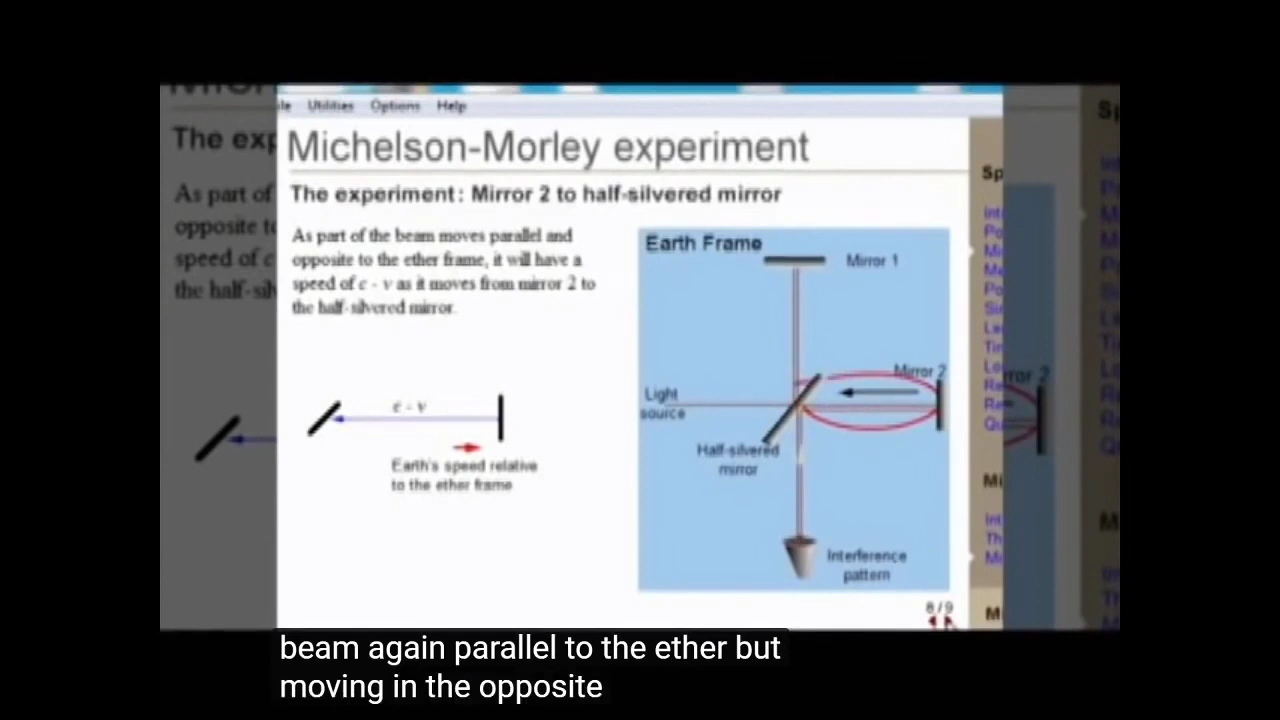 Utilities Options Help
Michelson-Morley experiment
The experiment: Mirror 2 to half-silvered mirror
As part of the beam moves parallel and
opposite to the ether frame, it will have a
speed of c - v as it moves from mirror 2 to
the half-silvered mirror.
c - v
Earth's speed relative
to the ether frame
Earth Frame
Mirror 1
Mirror 2
Light
source
Half-silvered
mirror
Interference
pattern
8/9
The exp
As part of
opposite to
speed of c
the half-sil
beam again parallel to the ether but
moving in the opposite